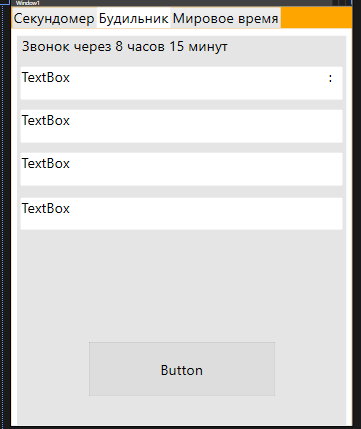 Window1
Секундомер Будильник Мировое время
Звонок через 8 часов 15 минут
TextBox :
TextBox
TextBox
TextBox
Button